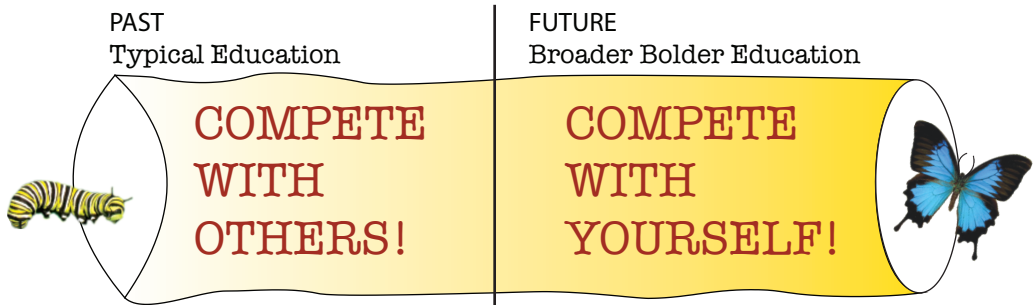 PAST
Typical Education
COMPETE
WITH
OTHERS!
FUTURE
Broader Bolder Education
COMPETE
WITH
YOURSELF!